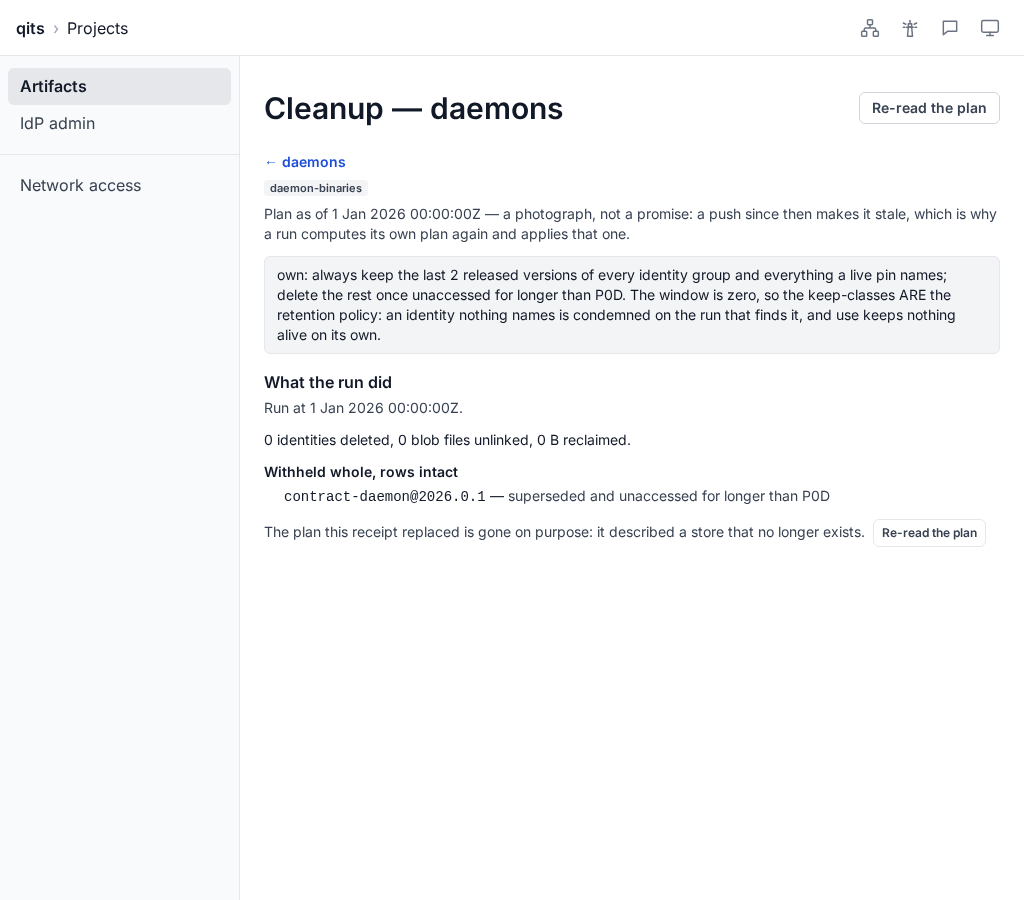 qits › Projects
Artifacts
IdP admin
Network access
Cleanup — daemons
Re-read the plan
← daemons
daemon-binaries
Plan as of 1 Jan 2026 00:00:00Z — a photograph, not a promise: a push since then makes it stale, which is why
a run computes its own plan again and applies that one.
own: always keep the last 2 released versions of every identity group and everything a live pin names;
delete the rest once unaccessed for longer than P0D. The window is zero, so the keep-classes ARE the
retention policy: an identity nothing names is condemned on the run that finds it, and use keeps nothing
alive on its own.
What the run did
Run at 1 Jan 2026 00:00:00Z.
0 identities deleted, 0 blob files unlinked, 0 B reclaimed.
Withheld whole, rows intact
contract-daemon@2026.0.1 — superseded and unaccessed for longer than P0D
The plan this receipt replaced is gone on purpose: it described a store that no longer exists. Re-read the plan